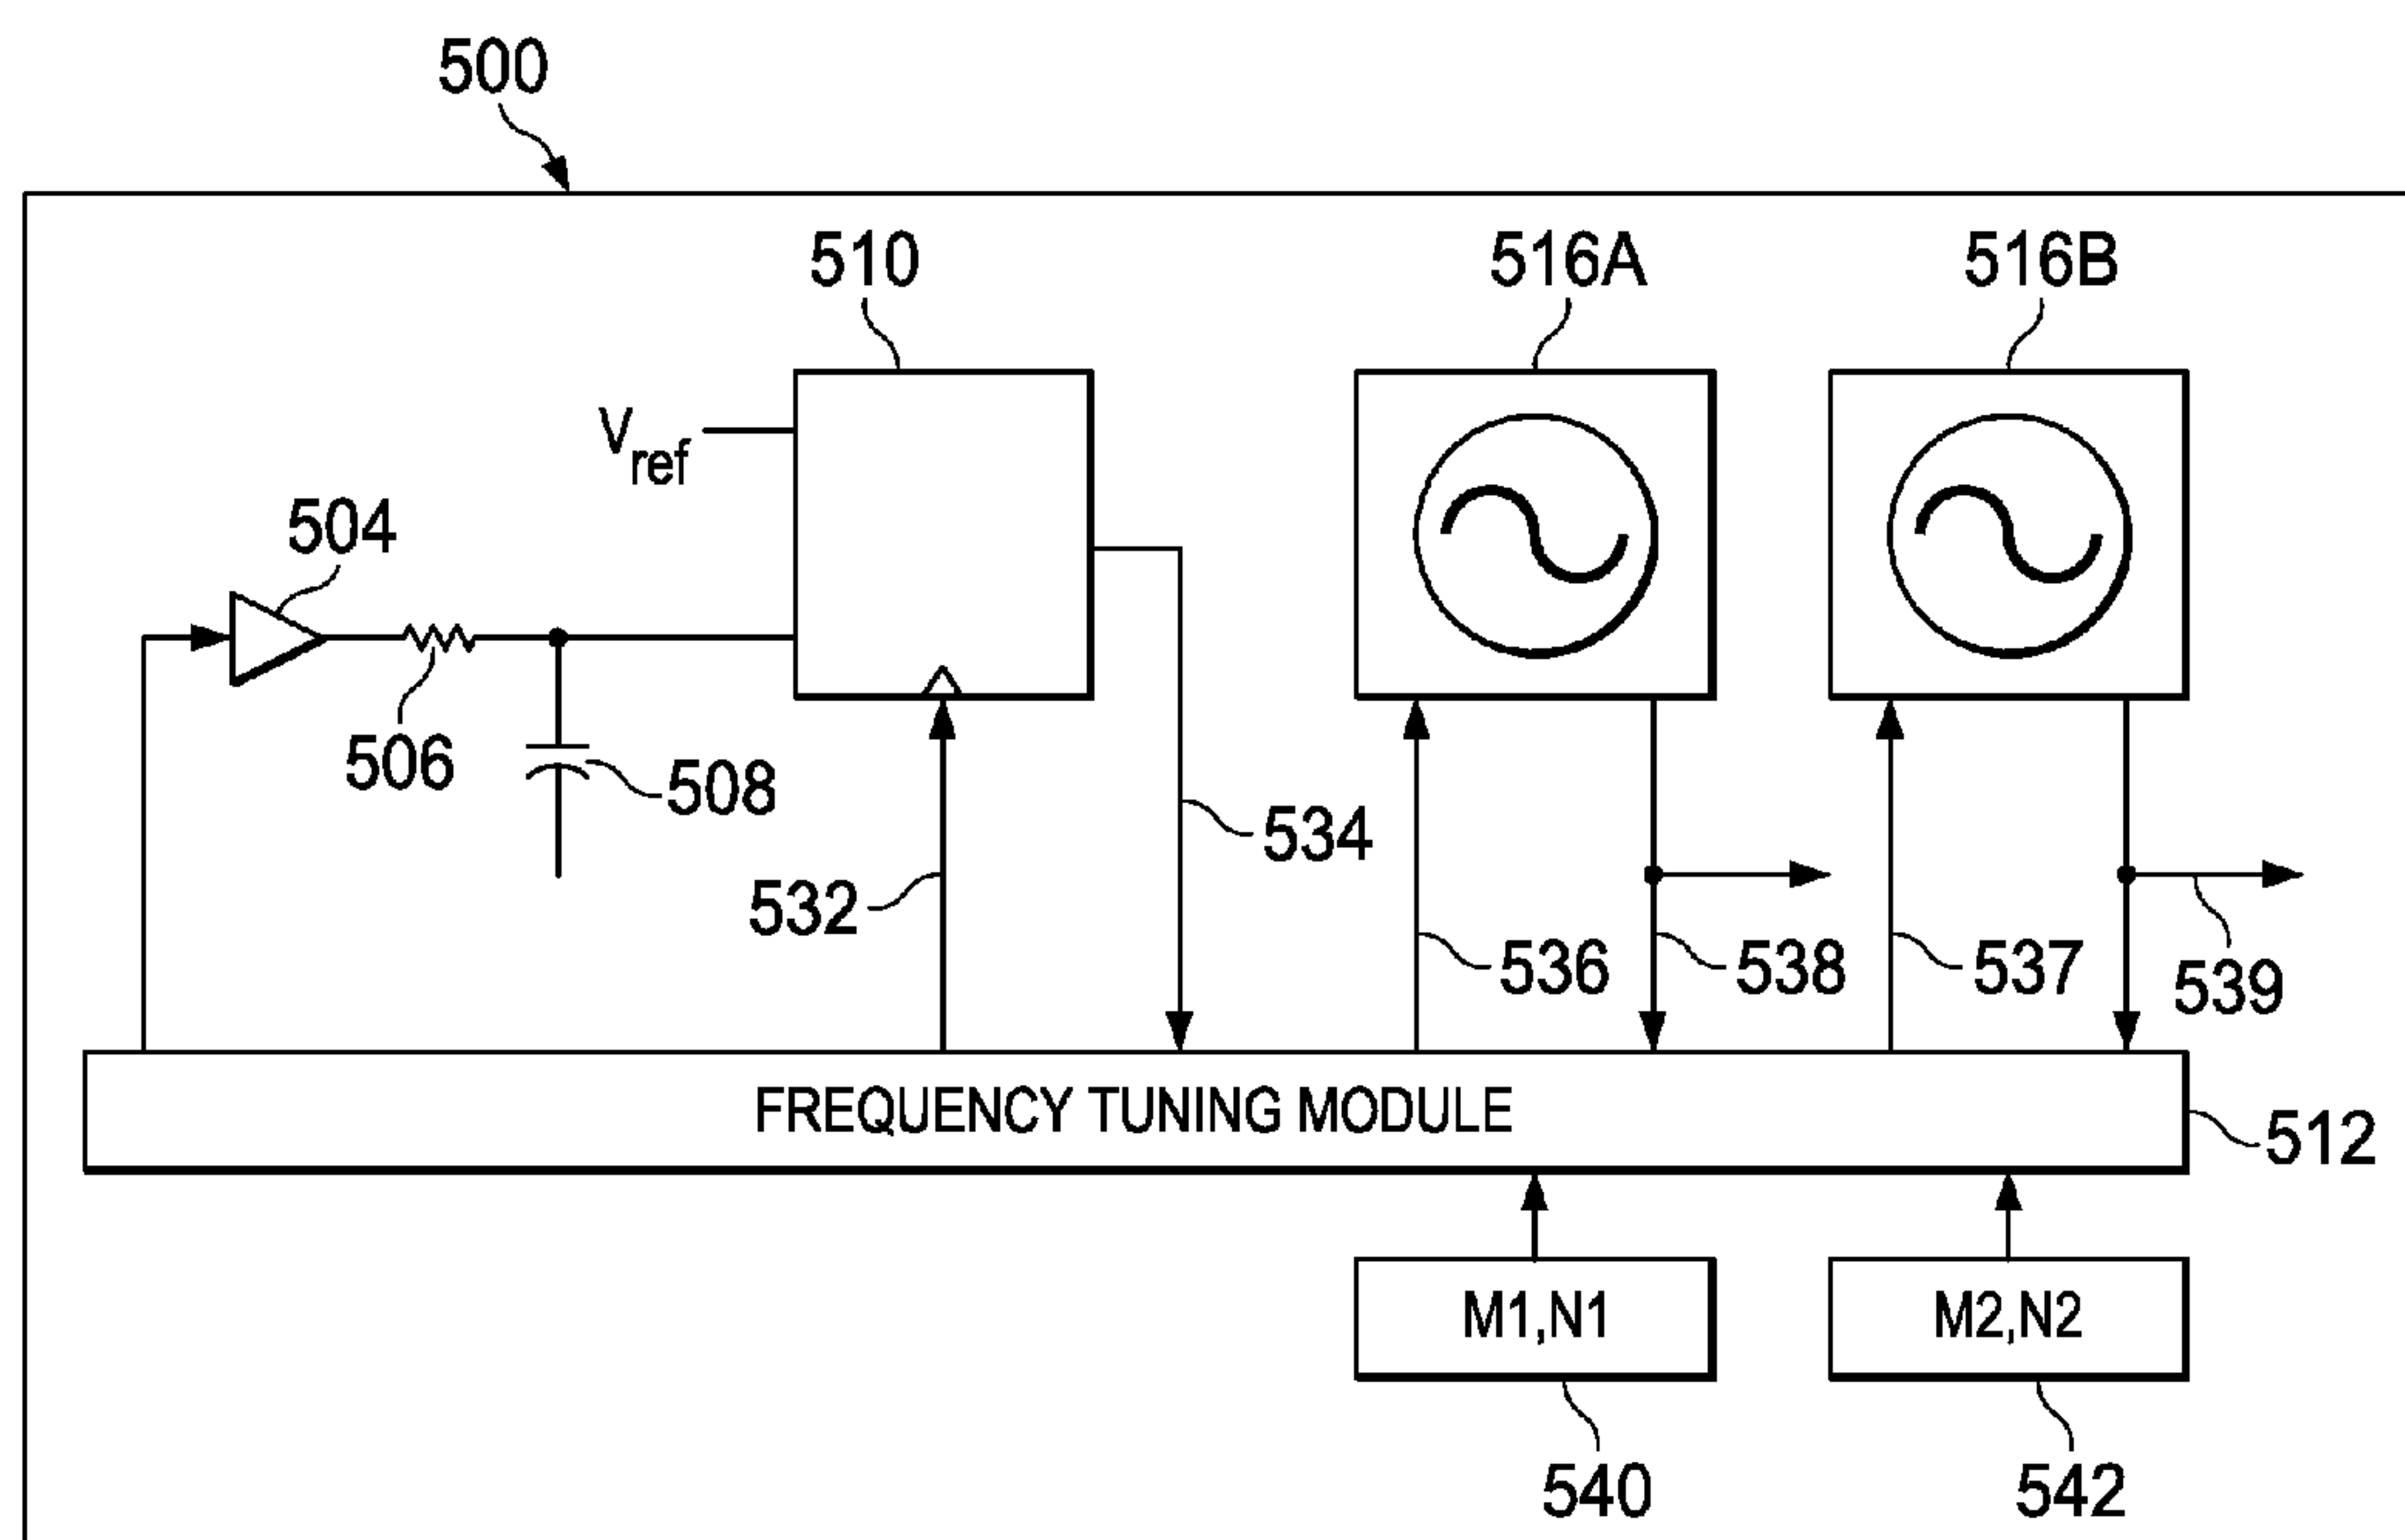 500
510
516A
516B
Vref
504
506
508
534
532
536
538
537
539
FREQUENCY TUNING MODULE
512
M1,N1
M2,N2
540
542